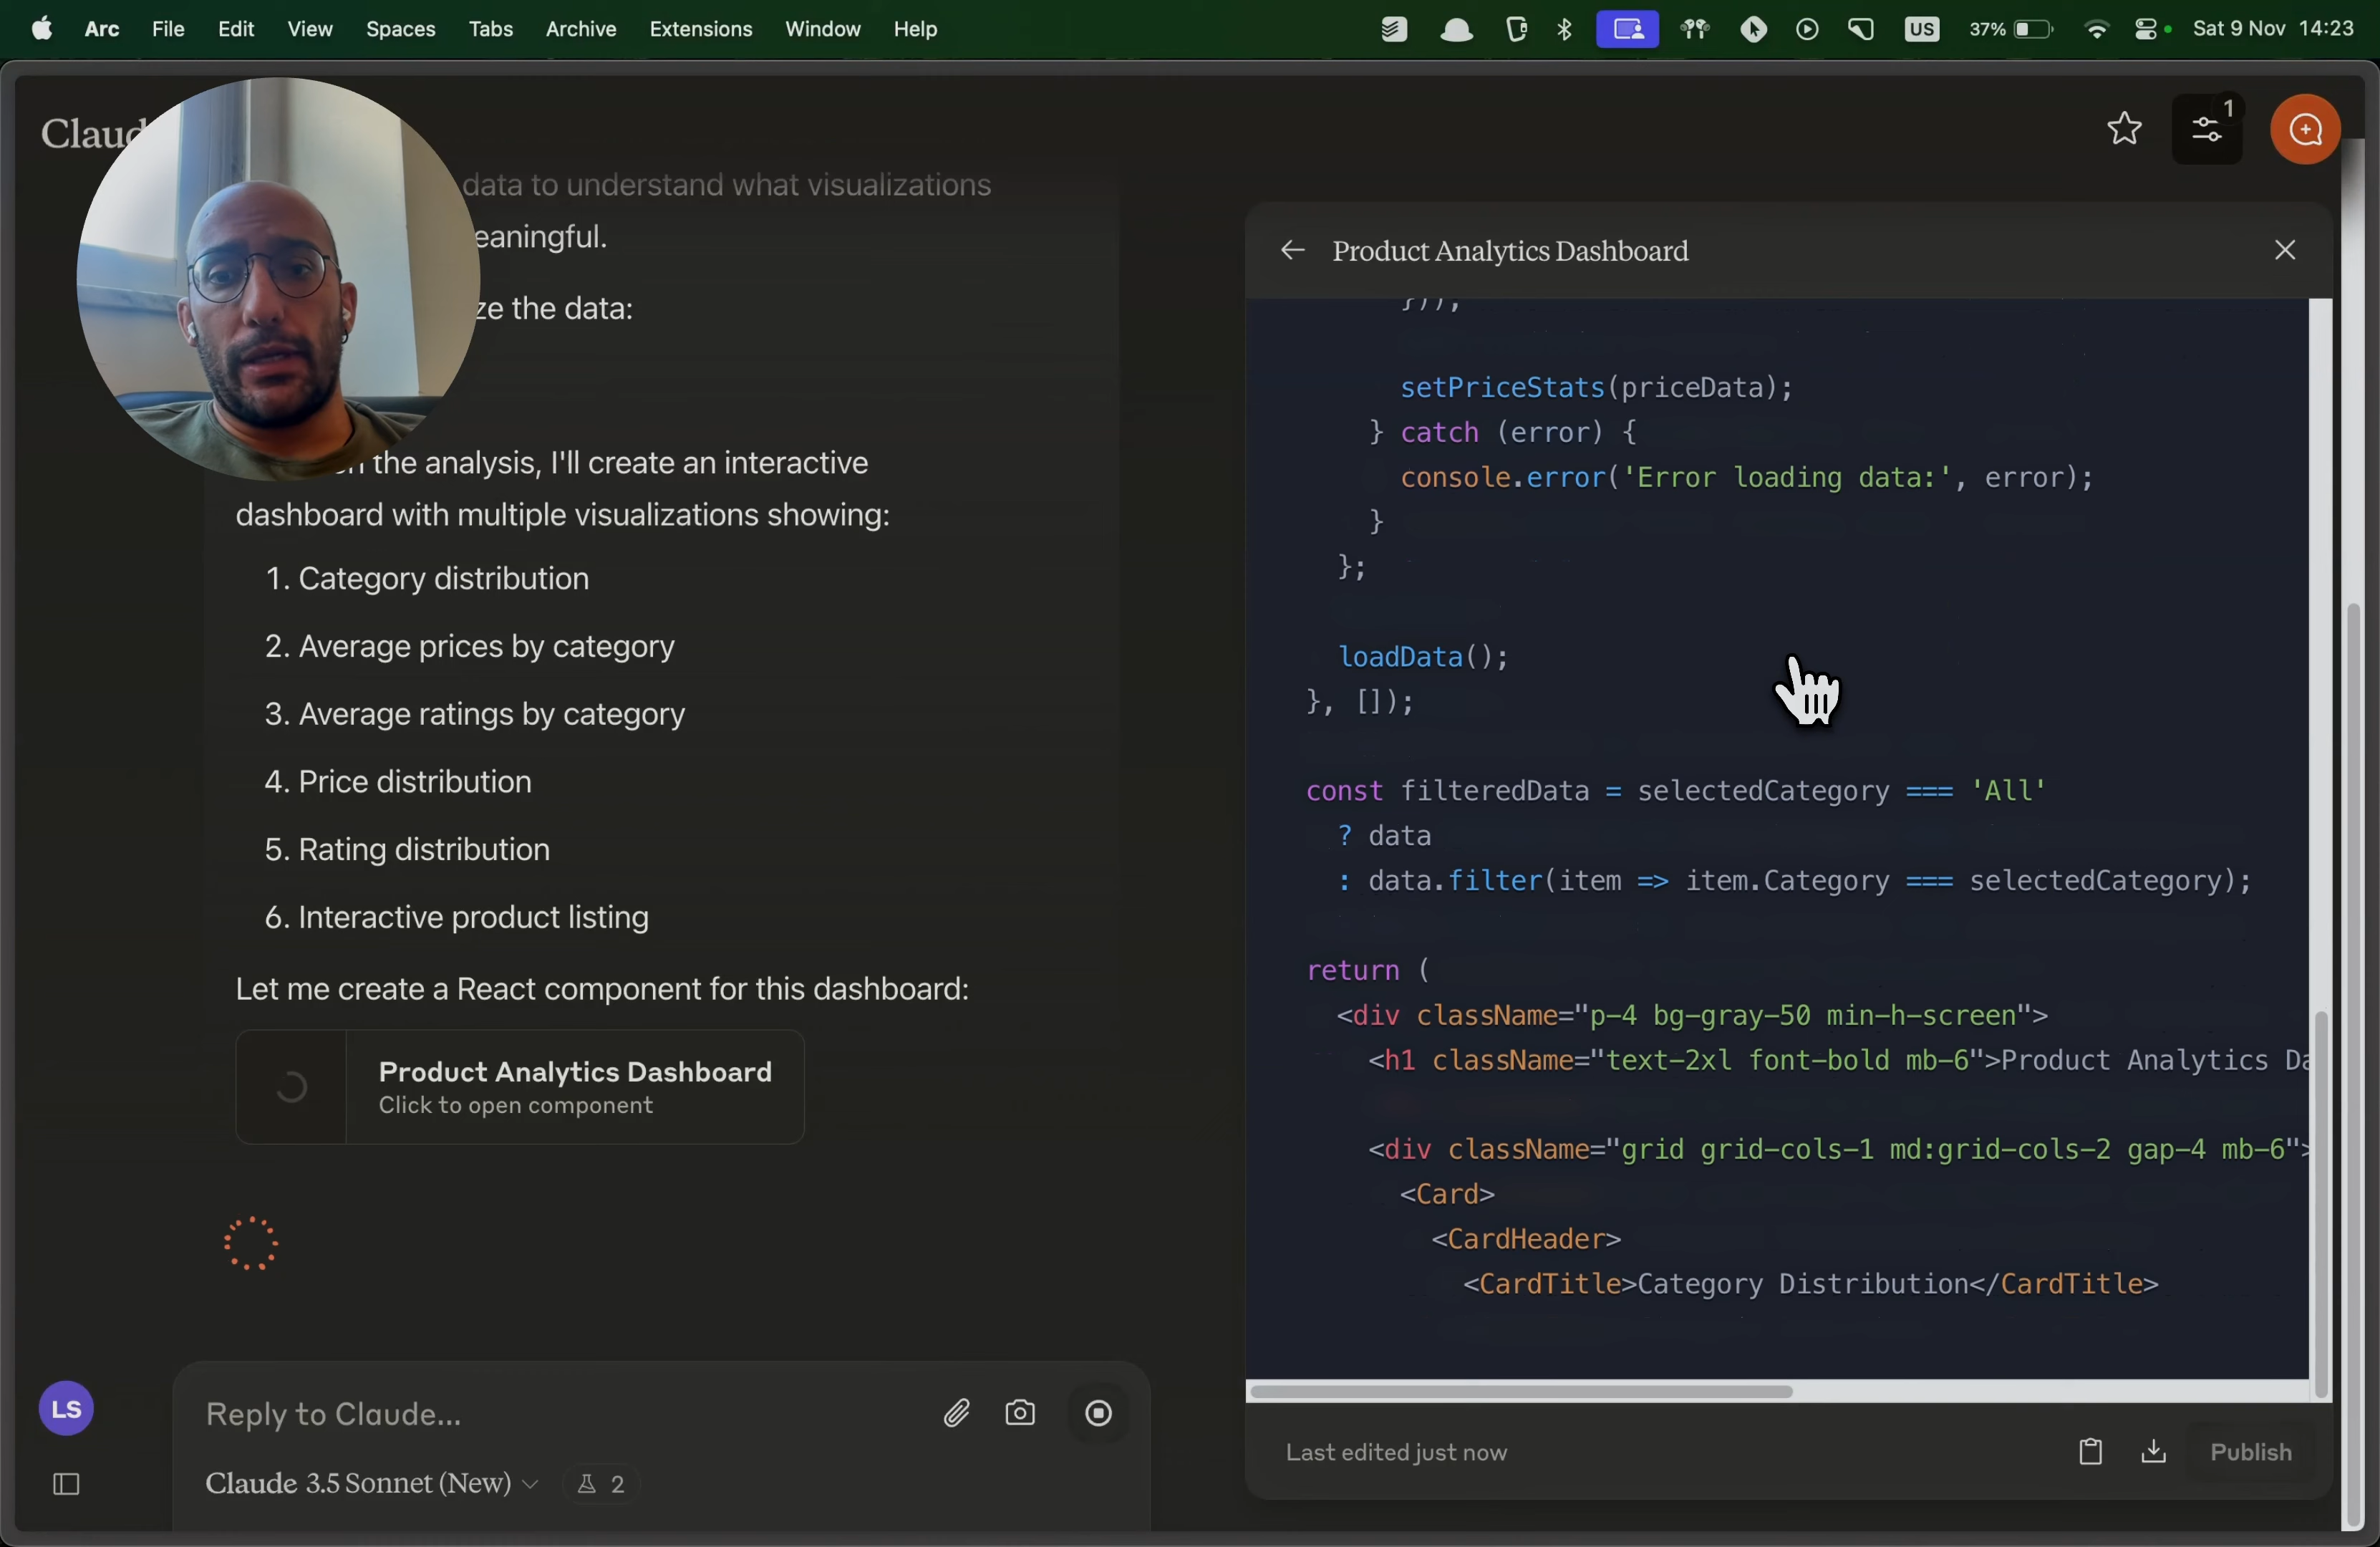 Arc File Edit View Spaces Tabs Archive Extensions Window Help US 37% Sat 9 Nov 14:23
1
data to understand what visualizations
eaningful.
ze the data:
the analysis, I'll create an interactive
dashboard with multiple visualizations showing:
1. Category distribution
2. Average prices by category
3. Average ratings by category
4. Price distribution
5. Rating distribution
6. Interactive product listing
Let me create a React component for this dashboard:
Product Analytics Dashboard
Click to open component
LS
Reply to Claude...
Claude 3.5 Sonnet (New) 2
Product Analytics Dashboard
}));
setPriceStats(priceData);
} catch (error) {
console.error('Error loading data:', error);
}
};
loadData();
}, []);
const filteredData = selectedCategory === 'All'
? data
: data.filter(item => item.Category === selectedCategory);
return (
<div className="p-4 bg-gray-50 min-h-screen">
<h1 className="text-2xl font-bold mb-6">Product Analytics Da
<div className="grid grid-cols-1 md:grid-cols-2 gap-4 mb-6">
<Card>
<CardHeader>
<CardTitle>Category Distribution</CardTitle>
Last edited just now
Publish